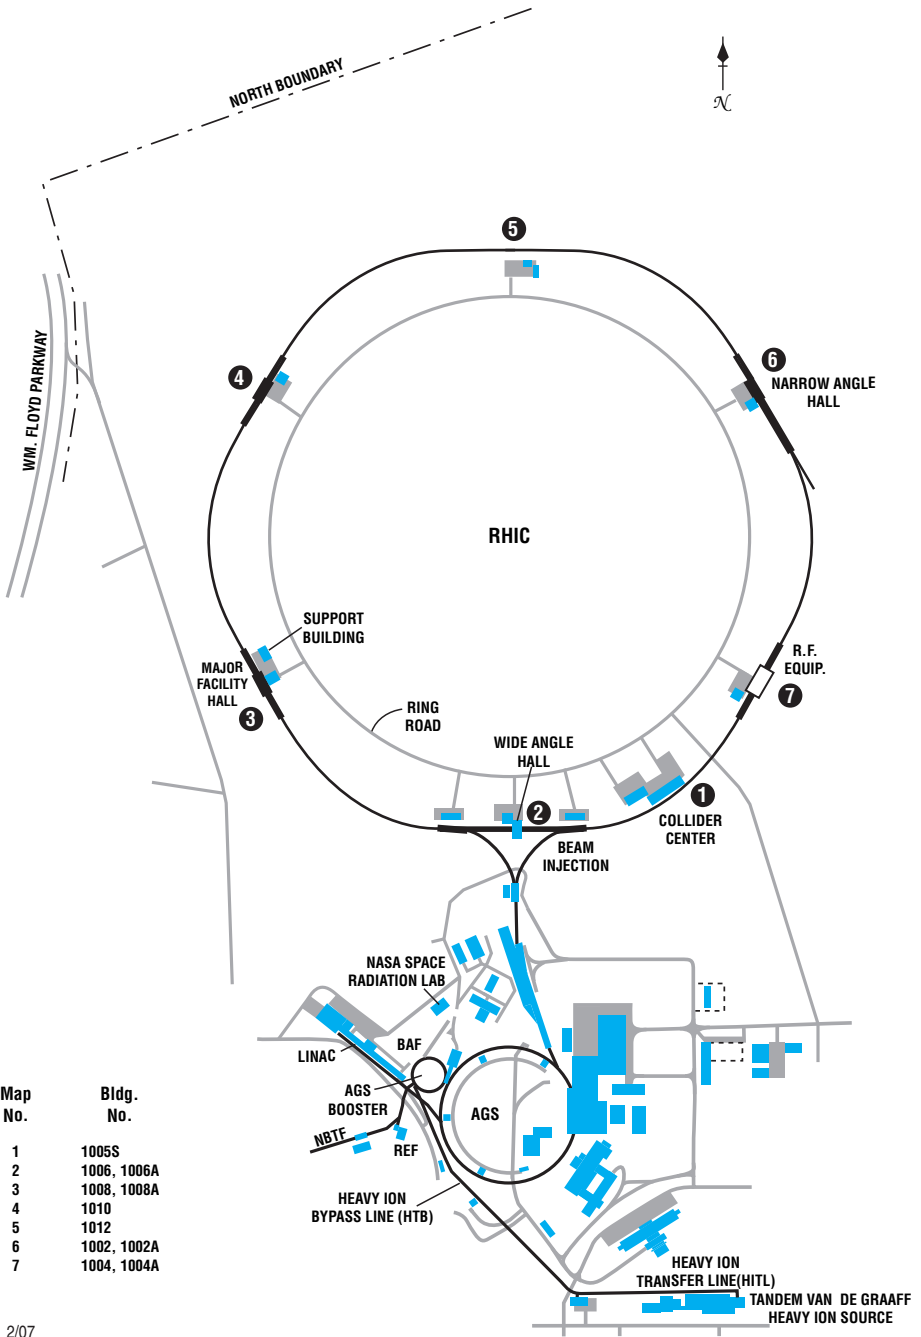 NORTH BOUNDARY
N
5
4
6
NARROW ANGLE
HALL
WM. FLOYD PARKWAY
RHIC
SUPPORT
BUILDING
R.F.
EQUIP.
MAJOR
FACILITY
HALL
7
3
RING
ROAD
WIDE ANGLE
HALL
1
2
COLLIDER
CENTER
BEAM
INJECTION
NASA SPACE
RADIATION LAB
BAF
LINAC
AGS
BOOSTER
AGS
NBTF
REF
HEAVY ION
BYPASS LINE (HTB)
HEAVY ION
TRANSFER LINE(HITL)
TANDEM VAN DE GRAAFF
HEAVY ION SOURCE
Map Bldg.
No. No.
1 1005S
2 1006, 1006A
3 1008, 1008A
4 1010
5 1012
6 1002, 1002A
7 1004, 1004A
2/07